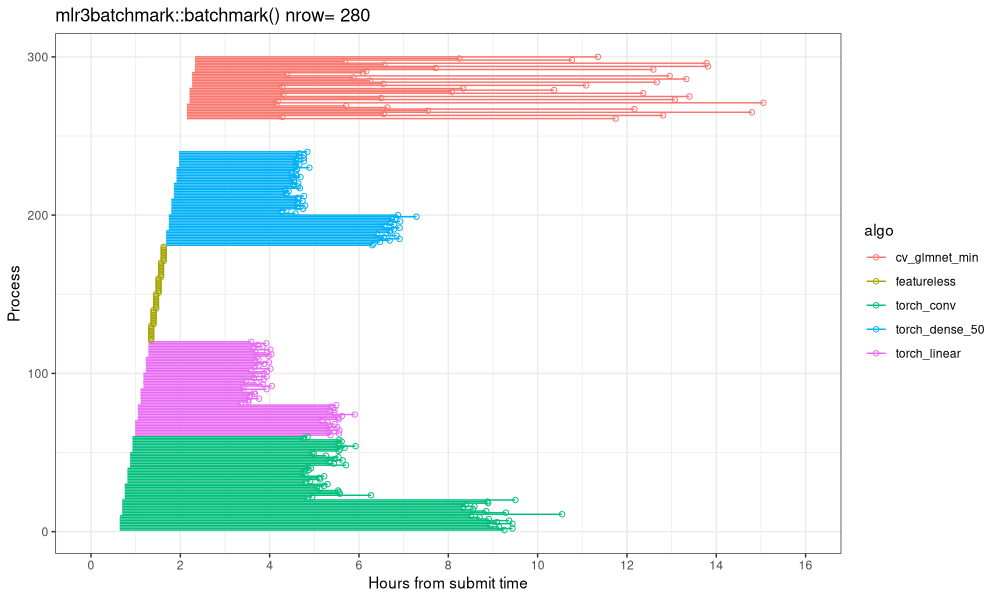 mlr3batchmark::batchmark() nrow= 280
300
200
100
0
Process
0 2 4 6 8 10 12 14 16
Hours from submit time
algo
cv_glmnet_min
featureless
torch_conv
torch_dense_50
torch_linear